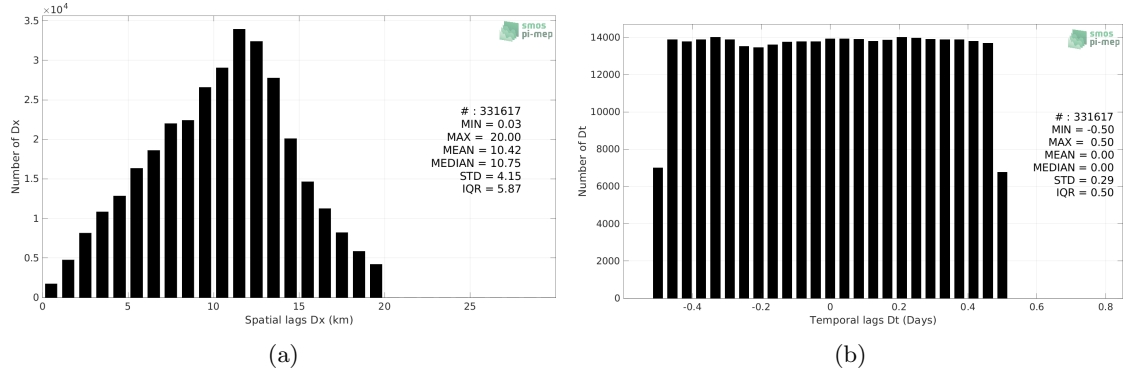 ×10^4
3.5
3
2.5
2
1.5
1
0.5
0
0
5
10
15
20
25
Number of Dx
Spatial lags Dx (km)
smos
pi-mep
# : 331617
MIN = 0.03
MAX = 20.00
MEAN = 10.42
MEDIAN = 10.75
STD = 4.15
IQR = 5.87
(a)
14000
12000
10000
8000
6000
4000
2000
0
-0.4
-0.2
0
0.2
0.4
0.6
0.8
Number of Dt
Temporal lags Dt (Days)
smos
pi-mep
# : 331617
MIN = -0.50
MAX = 0.50
MEAN = 0.00
MEDIAN = 0.00
STD = 0.29
IQR = 0.50
(b)